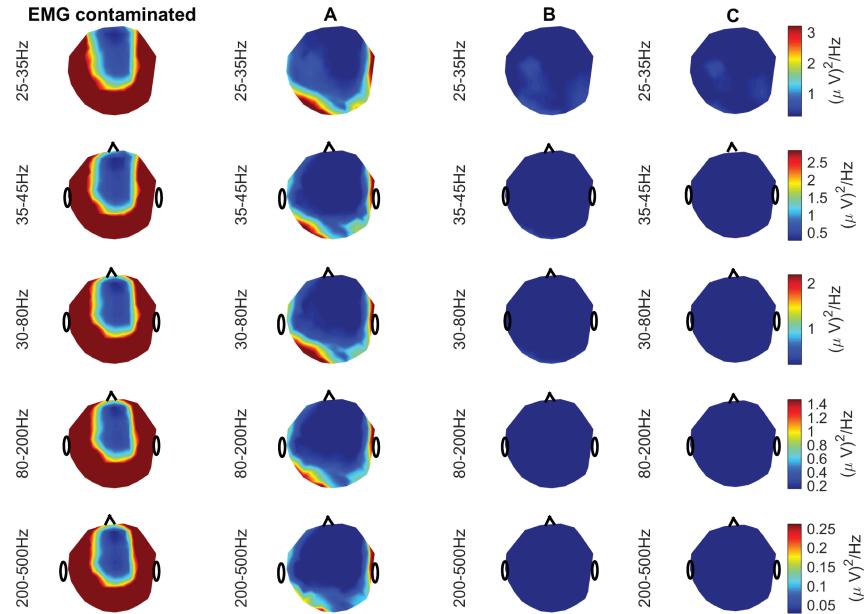 EMG contaminated A B C
25-35Hz 25-35Hz 25-35Hz 3 2 1 (μ V)²/Hz
35-45Hz 35-45Hz 35-45Hz 35-45Hz 2.5 2 1.5 1 0.5 (μ V)²/Hz
30-80Hz 30-80Hz 30-80Hz 30-80Hz 2 1 (μ V)²/Hz
80-200Hz 80-200Hz 80-200Hz 80-200Hz 1.4 1.2 1 0.8 0.6 0.4 0.2 (μ V)²/Hz
200-500Hz 200-500Hz 200-500Hz 200-500Hz 0.25 0.2 0.15 0.1 0.05 (μ V)²/Hz